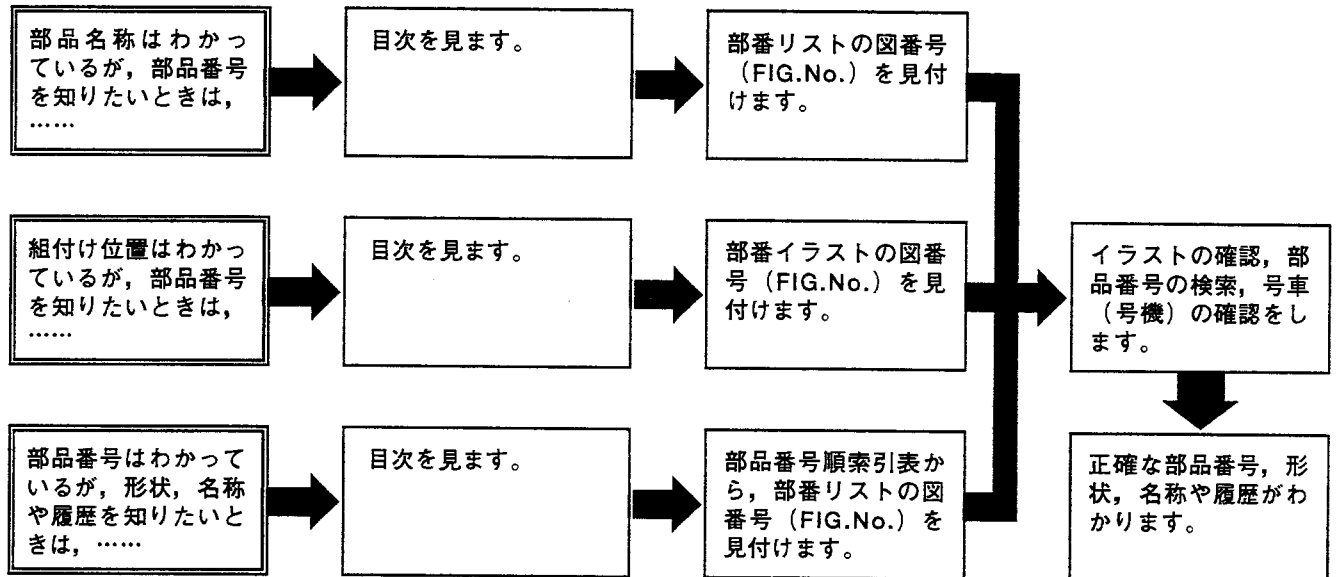 部品名称はわかっ
ているが，部品番号
を知りたいときは，
……
目次を見ます。
部番リストの図番号
（FIG.No.）を見付
けます。
組付け位置はわかっ
ているが，部品番号
を知りたいときは，
……
目次を見ます。
部番イラストの図番
号（FIG.No.）を見
付けます。
部品番号はわかって
いるが，形状，名称
や履歴を知りたいと
きは，……
目次を見ます。
部品番号順索引表か
ら，部番リストの図
番号（FIG.No.）を
見付けます。
イラストの確認，部
品番号の検索，号車
（号機）の確認をし
ます。
正確な部品番号，形
状，名称や履歴がわ
かります。